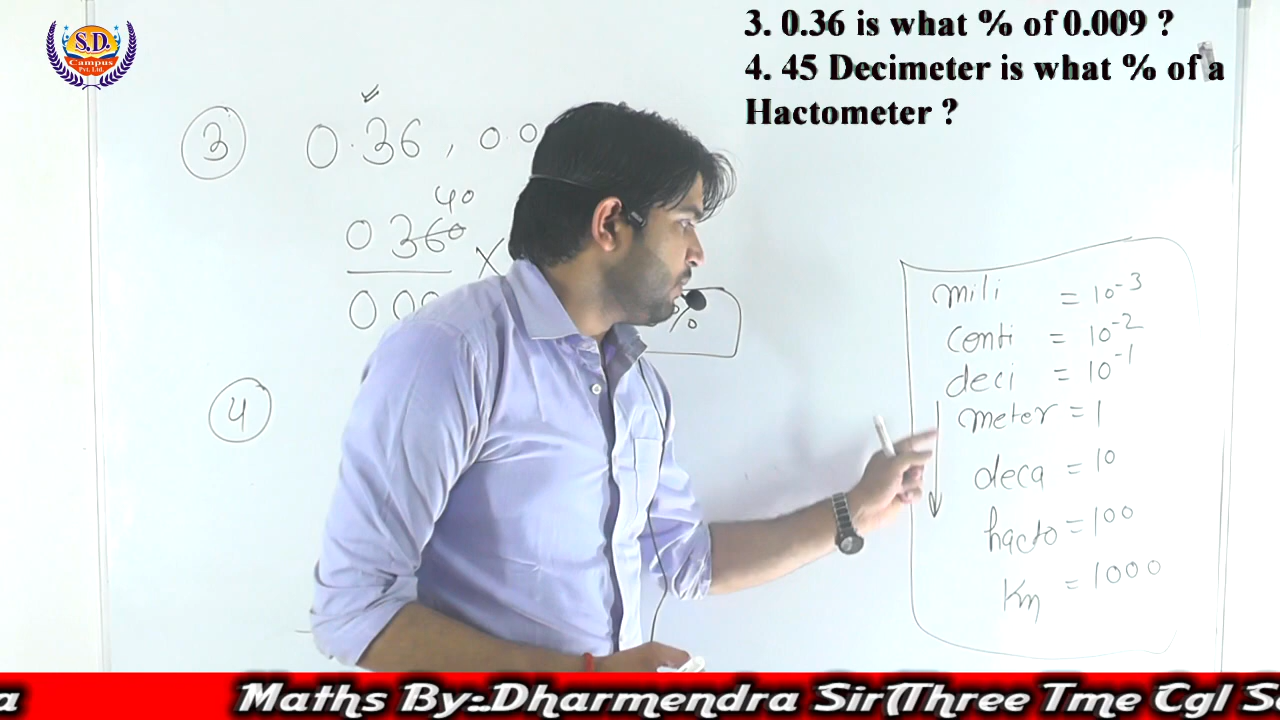 S.D.
Campus
Pvt. Ltd.
3. 0.36 is what % of 0.009 ?
4. 45 Decimeter is what % of a
Hactometer ?
3 0.36, 0.0
40
0 360 ×
0 00
%
4
mili = 10-3
centi = 10-2
deci = 10-1
meter = 1
deca = 10
hacto = 100
Km = 1000
a Maths By:-Dharmendra Sir(Three Tme Cgl S